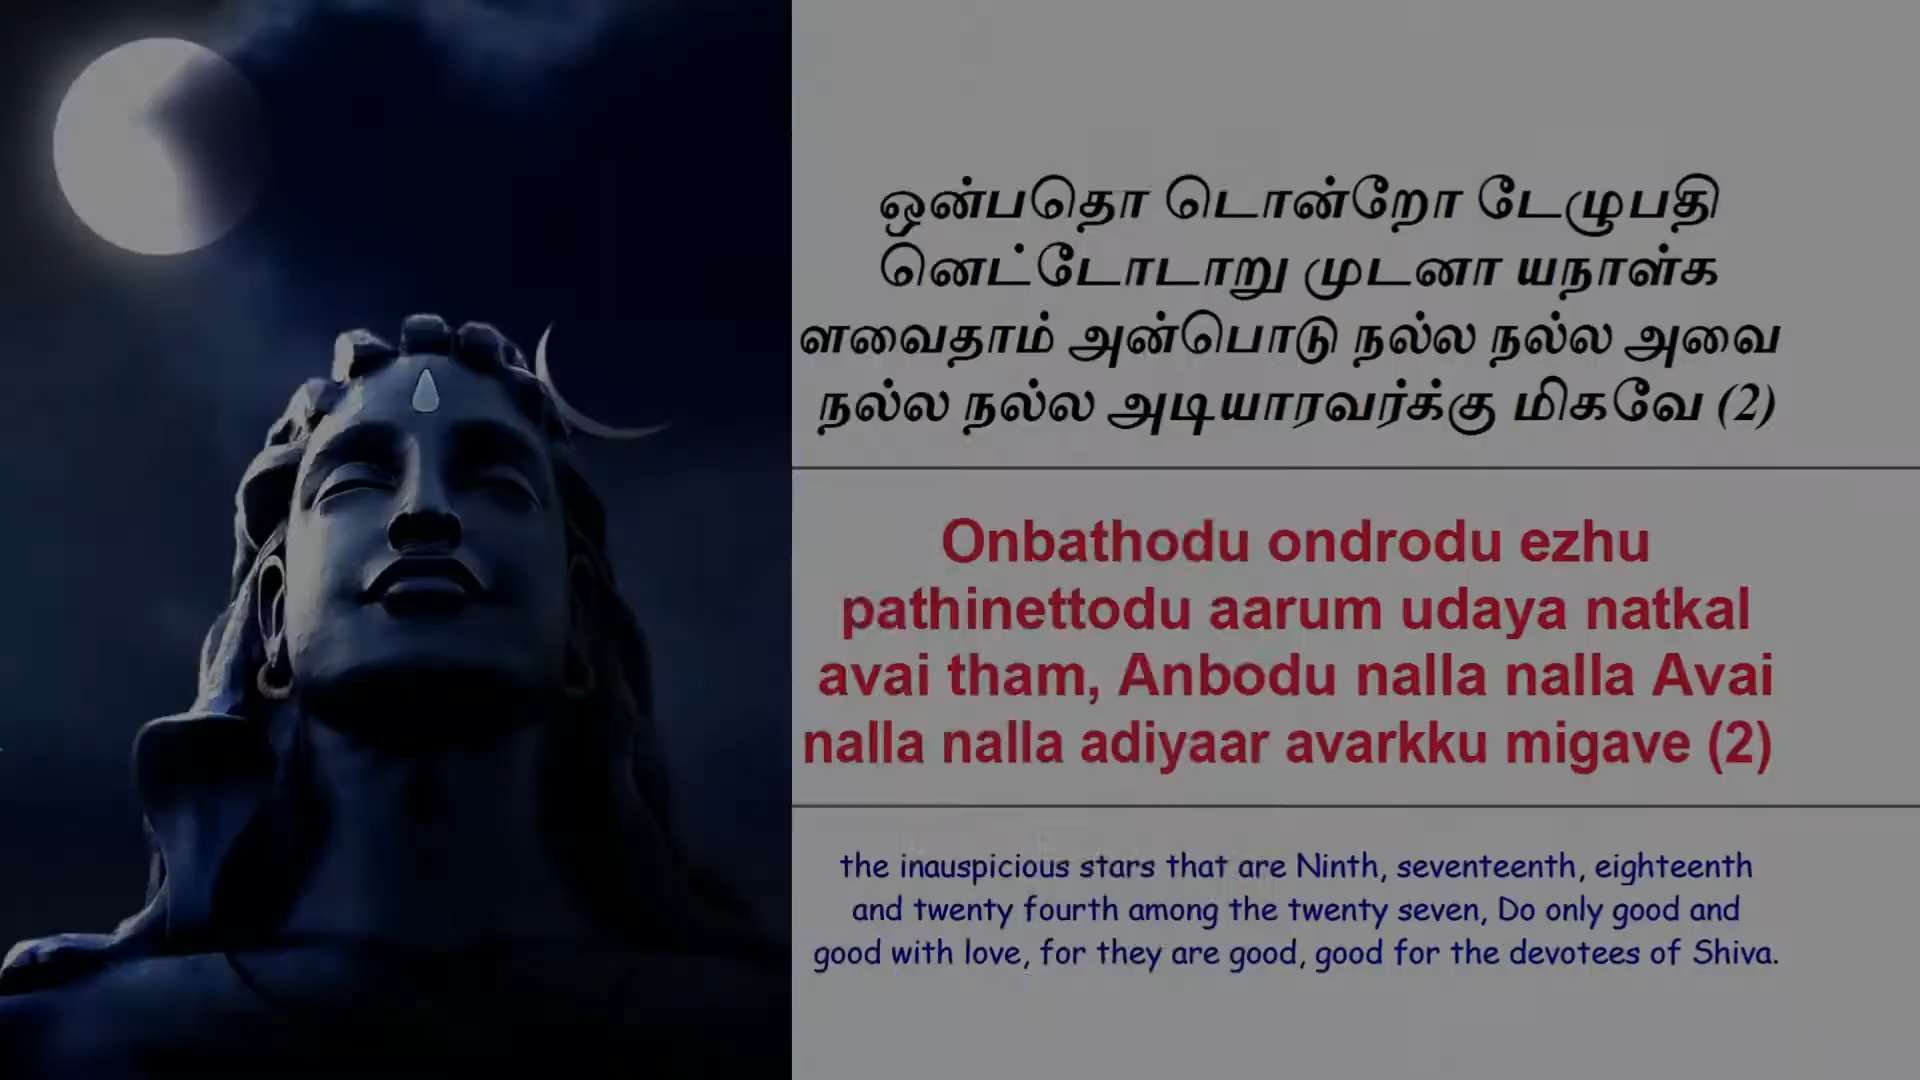 ஒன்பதொ டொன்றோ டேழுபதி
னெட்டோடாறு முடனா யநாள்க
ளவைதாம் அன்பொடு நல்ல நல்ல அவை
நல்ல நல்ல அடியாரவர்க்கு மிகவே (2)
Onbathodu ondrodu ezhu
pathinettodu aarum udaya natkal
avai tham, Anbodu nalla nalla Avai
nalla nalla adiyaar avarkku migave (2)
the inauspicious stars that are Ninth, seventeenth, eighteenth
and twenty fourth among the twenty seven, Do only good and
good with love, for they are good, good for the devotees of Shiva.